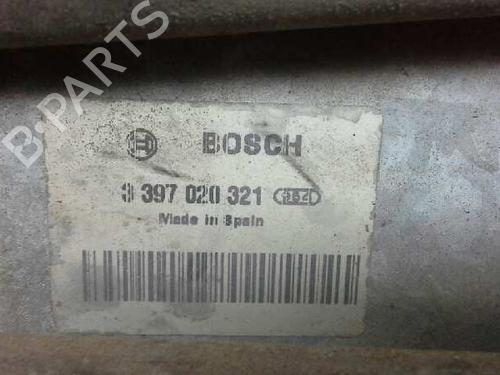 B-PARTS
BOSCH
3 397 020 321
Made in Spain